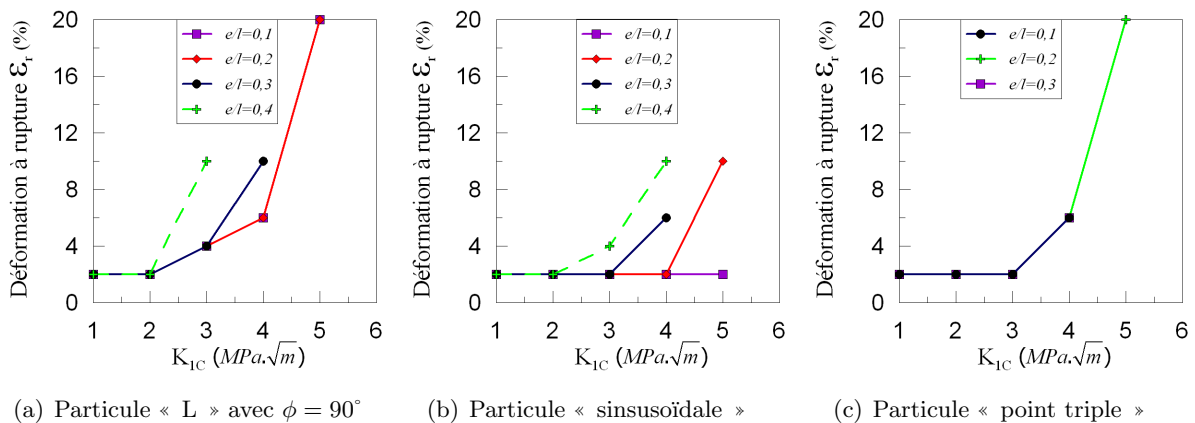 Déformation à rupture εr (%)
20
16
12
8
4
0
e/l=0,1
e/l=0,2
e/l=0,3
e/l=0,4
1 2 3 4 5 6
K1C (MPa.√m)
(a) Particule « L » avec ϕ = 90°
Déformation à rupture εr (%)
20
16
12
8
4
0
e/l=0,1
e/l=0,2
e/l=0,3
e/l=0,4
1 2 3 4 5 6
K1C (MPa.√m)
(b) Particule « sinsusoïdale »
Déformation à rupture εr (%)
20
16
12
8
4
0
e/l=0,1
e/l=0,2
e/l=0,3
1 2 3 4 5 6
K1C (MPa.√m)
(c) Particule « point triple »